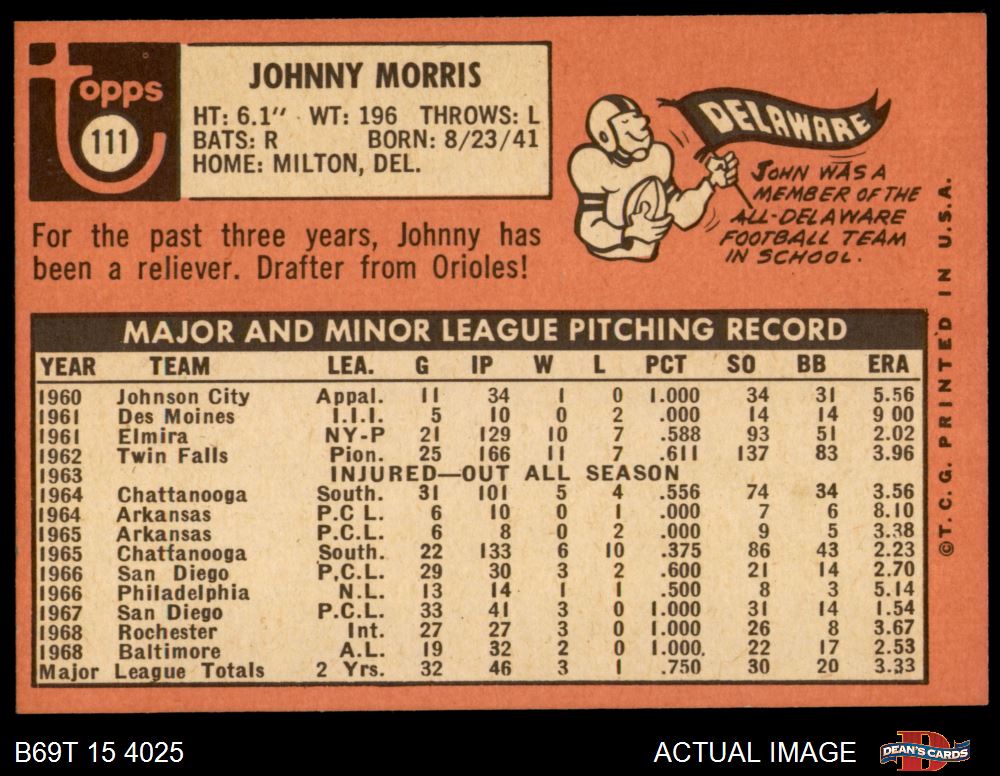 topps
111
JOHNNY MORRIS
HT: 6.1" WT: 196 THROWS: L
BATS: R BORN: 8/23/41
HOME: MILTON, DEL.
For the past three years, Johnny has
been a reliever. Drafter from Orioles!
DELAWARE
JOHN WAS A
MEMBER OF THE
ALL-DELAWARE
FOOTBALL TEAM
IN SCHOOL.
MAJOR AND MINOR LEAGUE PITCHING RECORD
YEAR TEAM LEA. G IP W L PCT SO BB ERA
1960 Johnson City Appal. 11 34 1 0 1.000 34 31 5.56
1961 Des Moines I.I.I. 5 10 0 2 .000 14 14 9 00
1961 Elmira NY-P 21 129 10 7 .588 93 51 2.02
1962 Twin Falls Pion. 25 166 11 7 .611 137 83 3.96
1963 INJURED—OUT ALL SEASON
1964 Chattanooga South. 31 101 5 4 .556 74 34 3.56
1964 Arkansas P.C L. 6 10 0 1 .000 7 6 8.10
1965 Arkansas P.C.L. 6 8 0 2 .000 9 5 3.38
1965 Chattanooga South. 22 133 6 10 .375 86 43 2.23
1966 San Diego P.C.L. 29 30 3 2 .600 21 14 2.70
1966 Philadelphia N.L. 13 14 1 1 .500 8 3 5.14
1967 San Diego P.C.L. 33 41 3 0 1.000 31 14 1.54
1968 Rochester Int. 27 27 3 0 1.000 26 8 3.67
1968 Baltimore A.L. 19 32 2 0 1.000. 22 17 2.53
Major League Totals 2 Yrs. 32 46 3 1 .750 30 20 3.33
©T.C.G. PRINTED IN U.S.A.
B69T 15 4025
ACTUAL IMAGE
DEAN'S CARDS